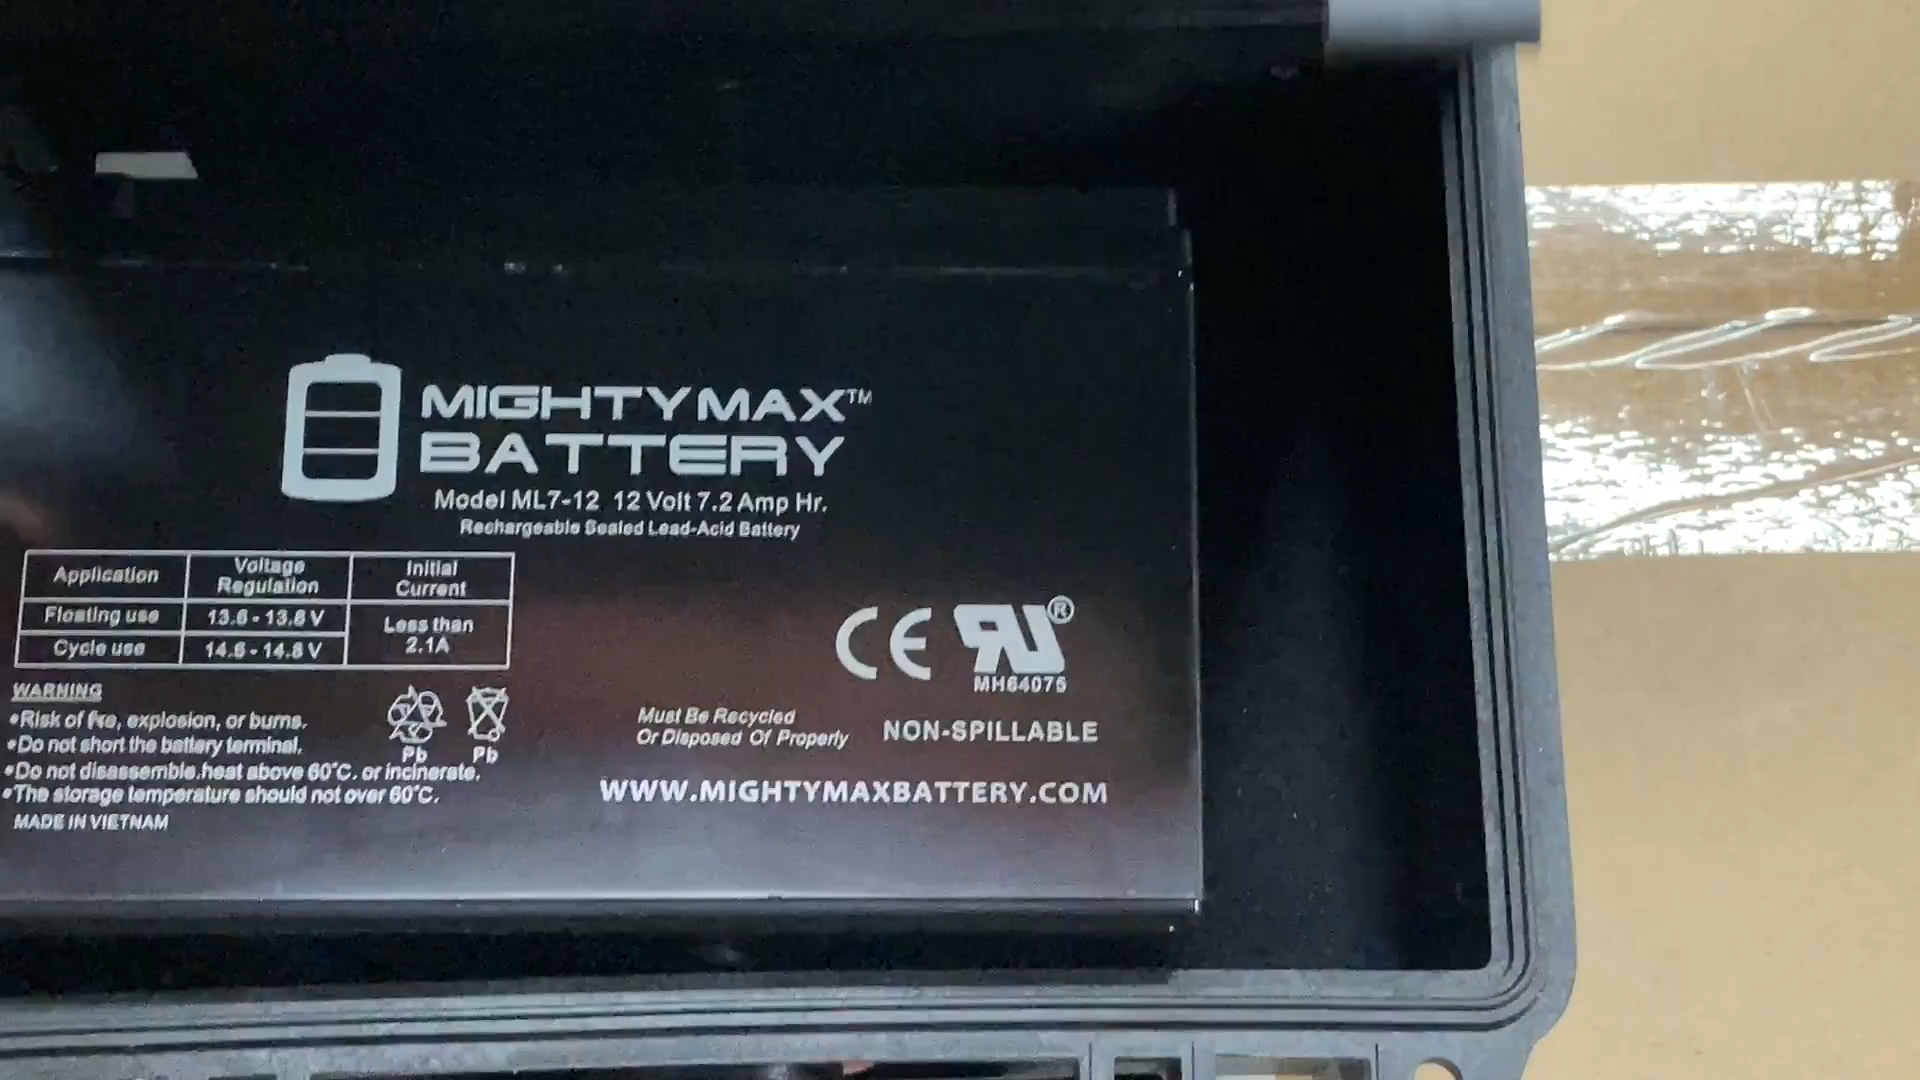 MIGHTYMAX™
BATTERY
Model ML7-12 12 Volt 7.2 Amp Hr.
Rechargeable Sealed Lead-Acid Battery
Application Voltage Regulation Initial Current
Floating use 13.6 - 13.8 V Less than 2.1A
Cycle use 14.6 - 14.8 V
CE RU®
MH64075
WARNING
•Risk of fire, explosion, or burns.
•Do not short the battery terminal.
•Do not disassemble.heat above 60°C. or incinerate.
•The storage temperature should not over 60°C.
MADE IN VIETNAM
Pb Pb
Must Be Recycled
Or Disposed Of Properly
NON-SPILLABLE
WWW.MIGHTYMAXBATTERY.COM